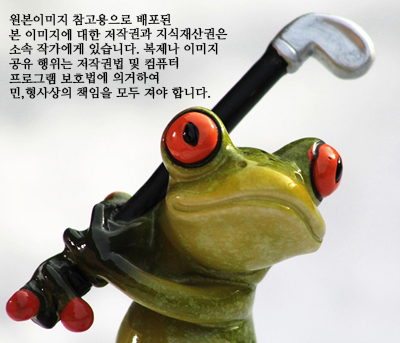 원본이미지 참고용으로 배포된
본 이미지에 대한 저작권과 지식재산권은
소속 작가에게 있습니다. 복제나 이미지
공유 행위는 저작권법 및 컴퓨터
프로그램 보호법에 의거하여
민,형사상의 책임을 모두 져야 합니다.